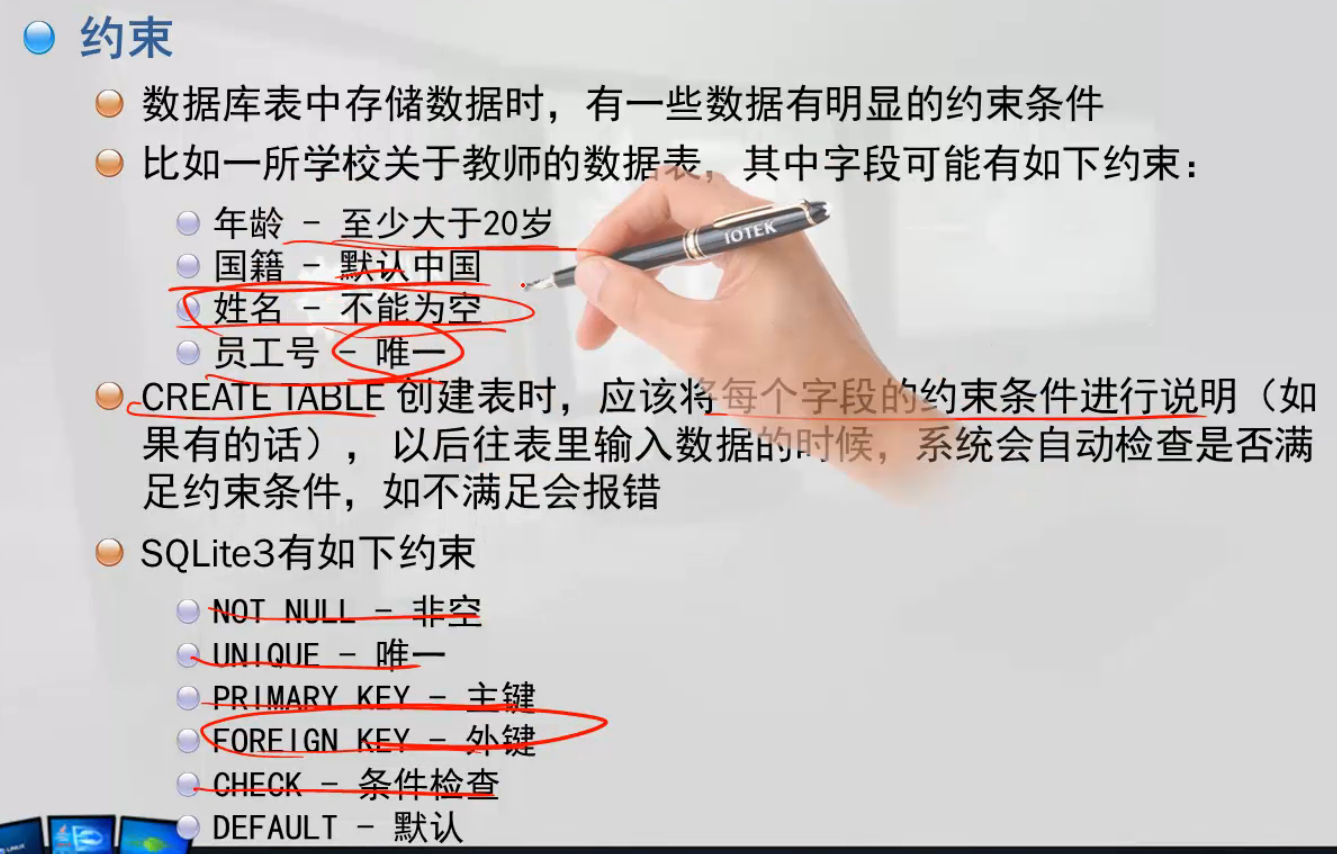 约束
数据库表中存储数据时，有一些数据有明显的约束条件
比如一所学校关于教师的数据表，其中字段可能有如下约束：
年龄 - 至少大于20岁
国籍 - 默认中国
姓名 - 不能为空
员工号 - 唯一
IOTEK
CREATE TABLE 创建表时，应该将每个字段的约束条件进行说明（如
果有的话），以后往表里输入数据的时候，系统会自动检查是否满
足约束条件，如不满足会报错
SQLite3有如下约束
NOT NULL - 非空
UNIQUE - 唯一
PRIMARY KEY - 主键
FOREIGN KEY - 外键
CHECK - 条件检查
DEFAULT - 默认